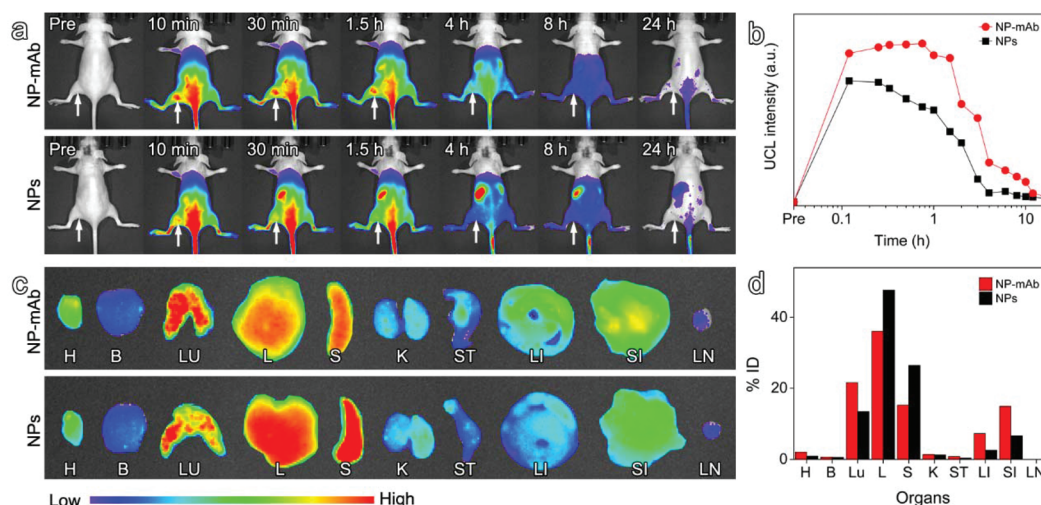 a
NP-mAb
Pre 10 min 30 min 1.5 h 4 h 8 h 24 h
NPs
Pre 10 min 30 min 1.5 h 4 h 8 h 24 h
b
UCL intensity (a.u.)
NP-mAb
NPs
Pre 0.1 1 10
Time (h)
c
NP-mAb
H B LU L S K ST LI SI LN
NPs
H B LU L S K ST LI SI LN
Low High
d
% ID
NP-mAb
NPs
40
20
0
H B Lu L S K ST LI SI LN
Organs